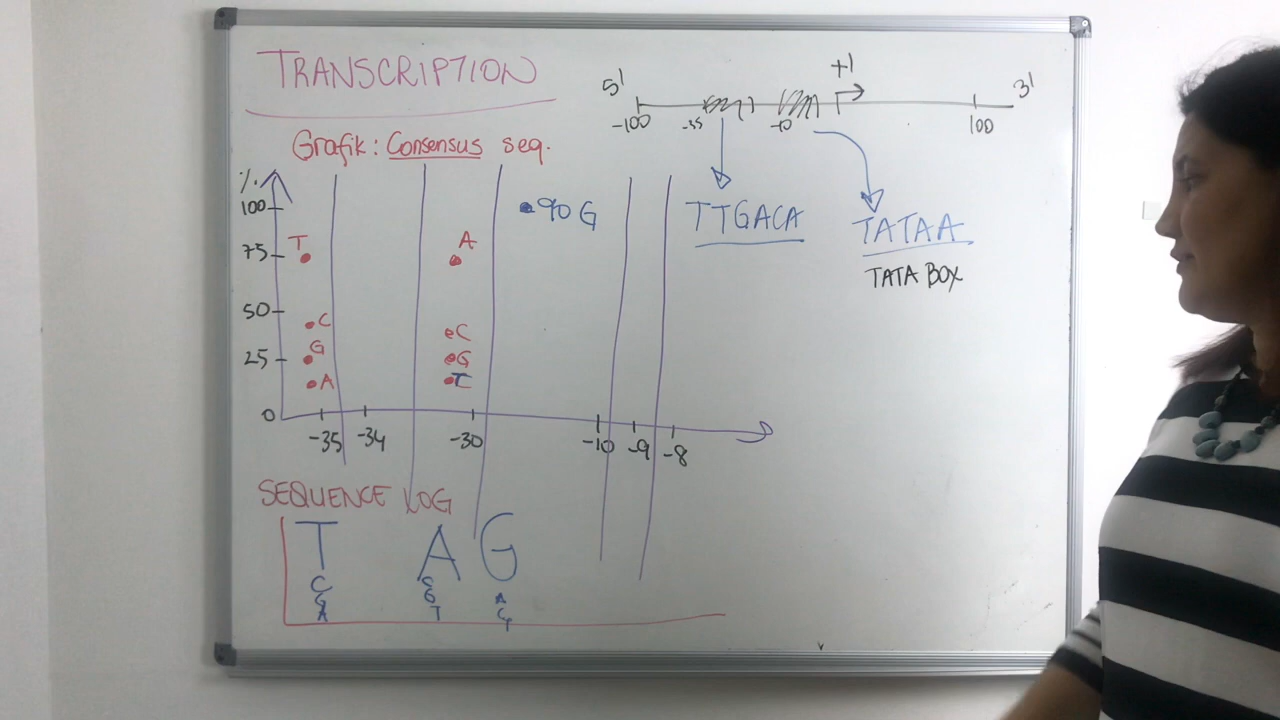 TRANSCRIPTION
Grafik: Consensus seq.
5' +1 3'
-100 -35 -10 100
TTGACA
TATAA
TATA BOX
%
100
75
50
25
0
T
C
G
A
A
C
G
T
90 G
-35 -34 -30 -10 -9 -8
SEQUENCE LOG
T A G
C C A
G G C
A T T